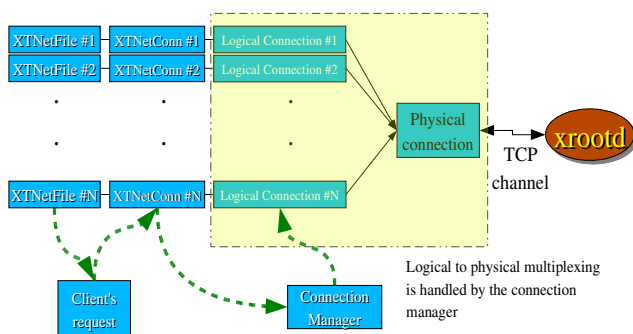 XTNetFile #1 XTNetConn #1 Logical Connection #1
XTNetFile #2 XTNetConn #2 Logical Connection #2
Physical
connection
xrootd
TCP
channel
XTNetFile #N XTNetConn #N Logical Connection #N
Client's
request
Connection
Manager
Logical to physical multiplexing
is handled by the connection
manager